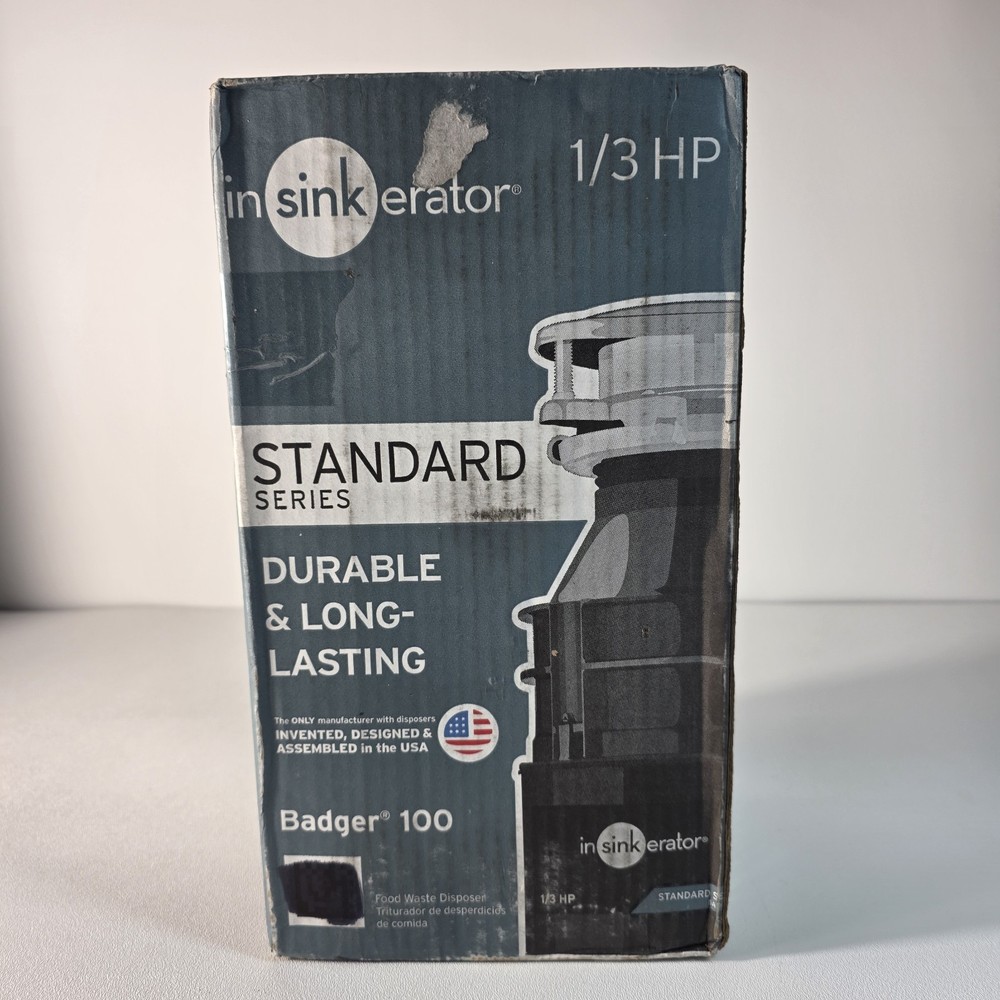 insinkerator®
1/3 HP
STANDARD
SERIES
DURABLE
& LONG-
LASTING
The ONLY manufacturer with disposers
INVENTED, DESIGNED &
ASSEMBLED in the USA
Badger® 100
Food Waste Disposer
Triturador de desperdicios
de comida
insinkerator®
1/3 HP
STANDARD